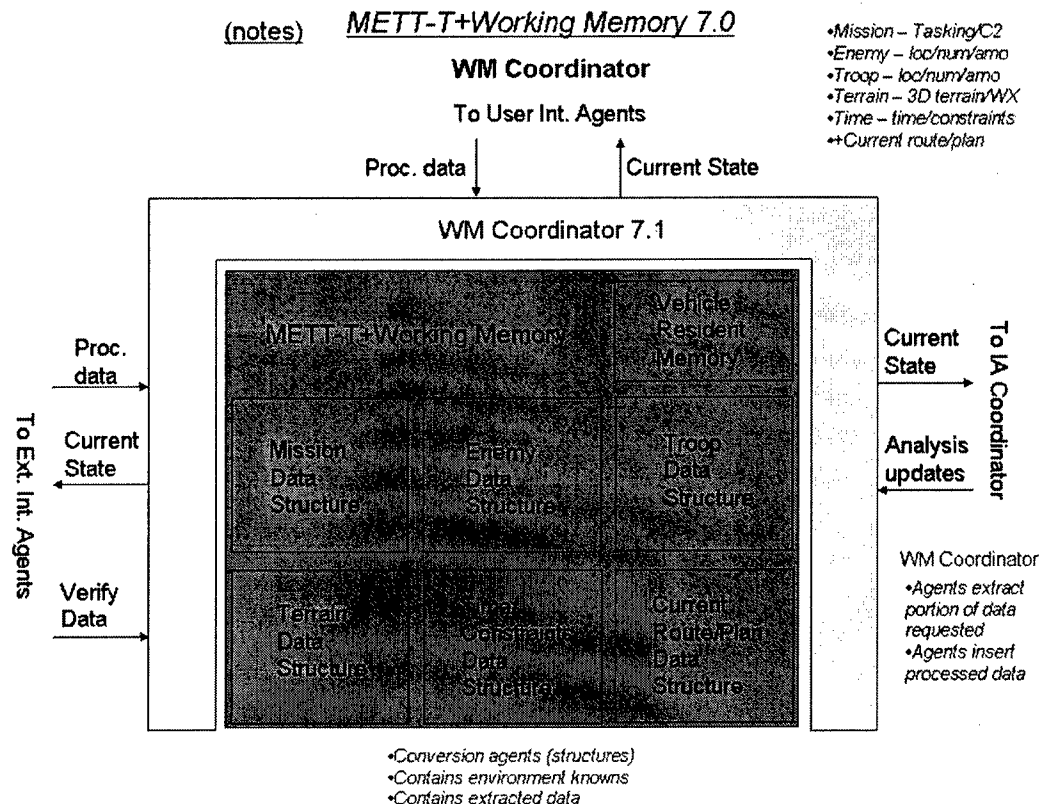 (notes) METT-T+Working Memory 7.0
•Mission – Tasking/C2
•Enemy – loc/num/amo
•Troop – loc/num/amo
•Terrain – 3D terrain/WX
•Time – time/constraints
•+Current route/plan
WM Coordinator
To User Int. Agents
Proc. data
Current State
WM Coordinator 7.1
METT-T+Working Memory
Vehicle
Resident
Memory
Mission
Data
Structure
Enemy
Data
Structure
Troop
Data
Structure
Terrain
Data
Structure
Time
Constraints
Data
Structure
Current
Route/Plan
Data
Structure
To Ext. Int. Agents
Proc.
data
Current
State
Verify
Data
Current
State
Analysis
updates
To IA Coordinator
WM Coordinator
•Agents extract
portion of data
requested
•Agents insert
processed data
•Conversion agents (structures)
•Contains environment knowns
•Contains extracted data